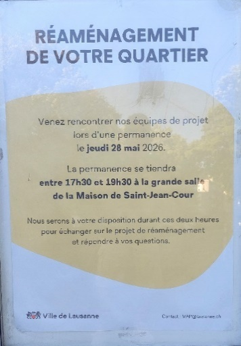 RÉAMÉNAGEMENT
DE VOTRE QUARTIER
Venez rencontrer nos équipes de projet
lors d'une permanence
le jeudi 28 mai 2026.
La permanence se tiendra
entre 17h30 et 19h30 à la grande salle
de la Maison de Saint-Jean-Cour
Nous serons à votre disposition durant ces deux heures
pour échanger sur le projet de réaménagement
et répondre à vos questions.
Ville de Lausanne
Contact :